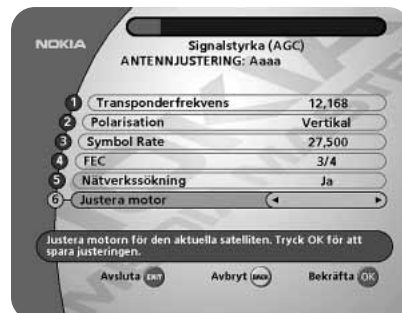 NOKIA
Signalstyrka (AGC)
ANTENNJUSTERING: Aaaa
1 Transponderfrekvens 12,168
2 Polarisation Vertikal
3 Symbol Rate 27,500
4 FEC 3/4
5 Nätverkssökning Ja
6 Justera motor
Justera motorn för den aktuella satelliten. Tryck OK för att
spara justeringen.
Avsluta EXIT Avbryt BACK Bekräfta OK